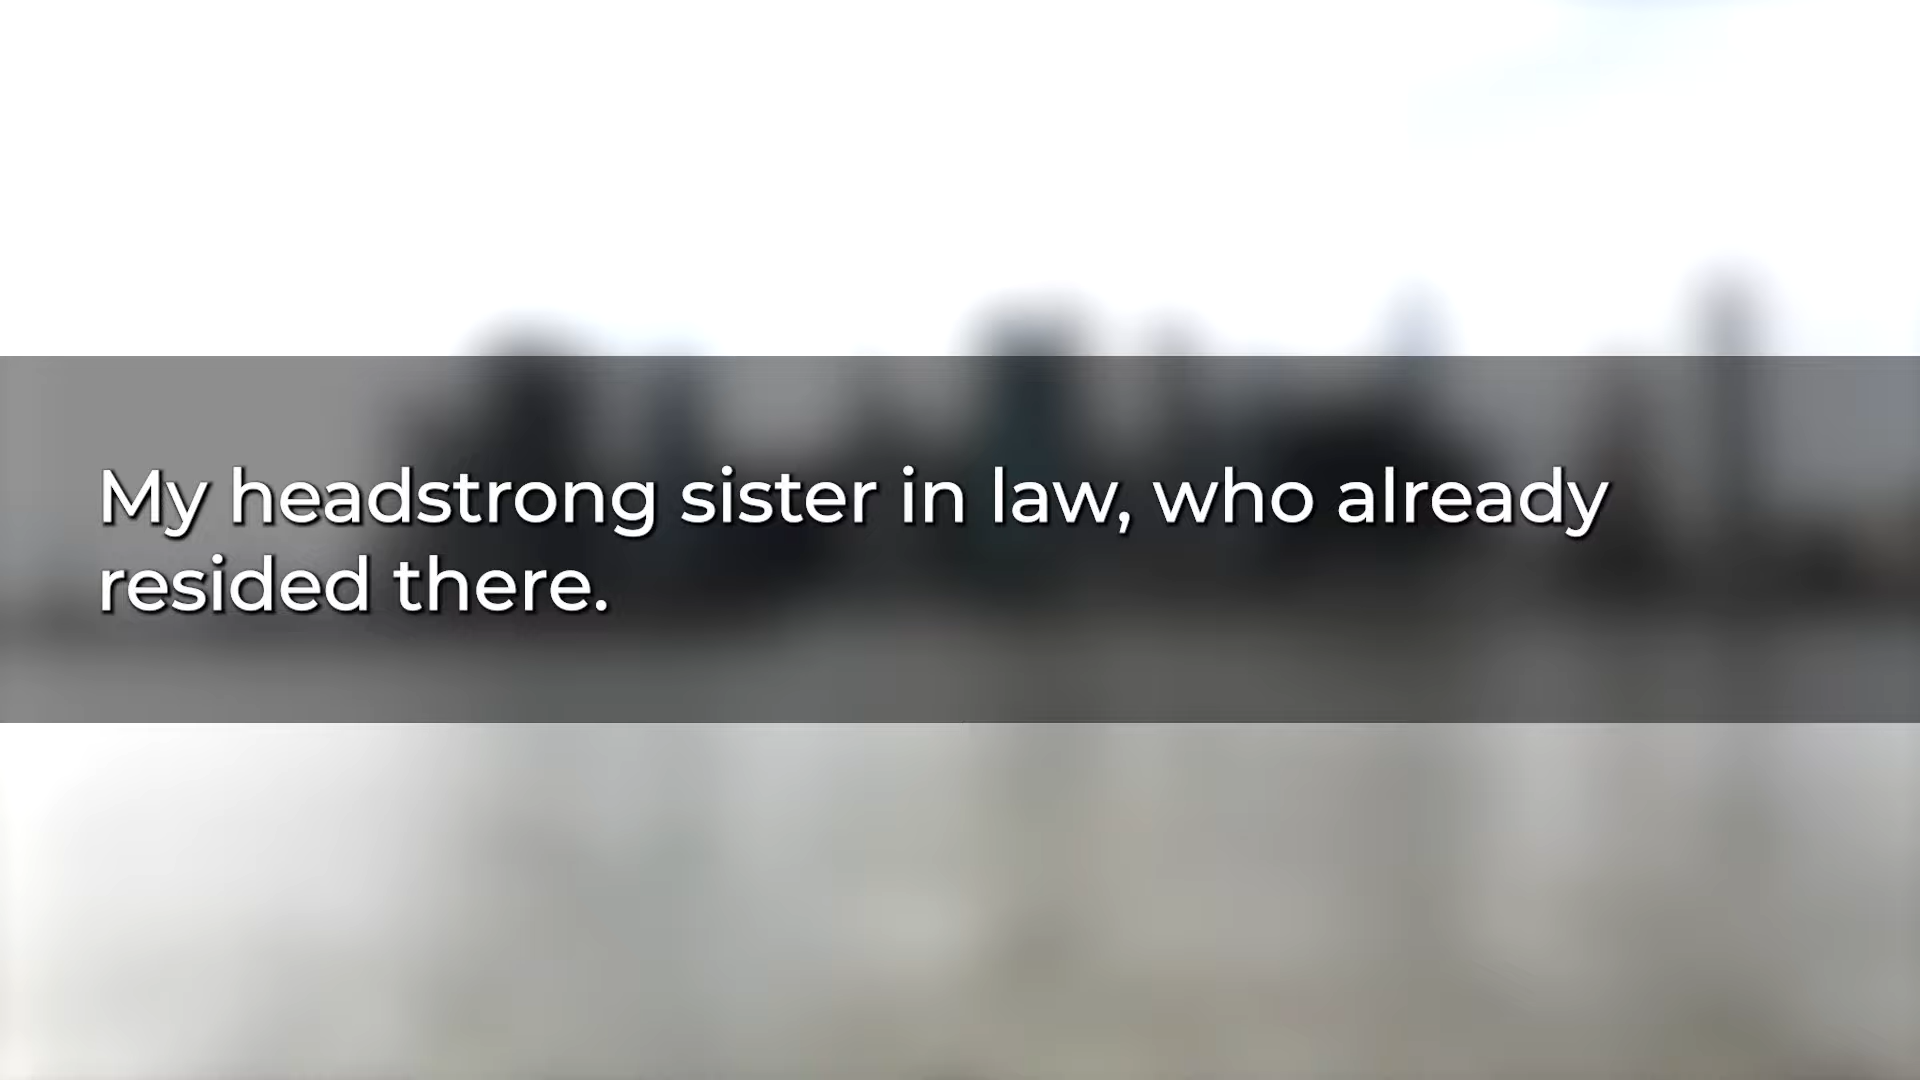 My headstrong sister in law, who already
resided there.